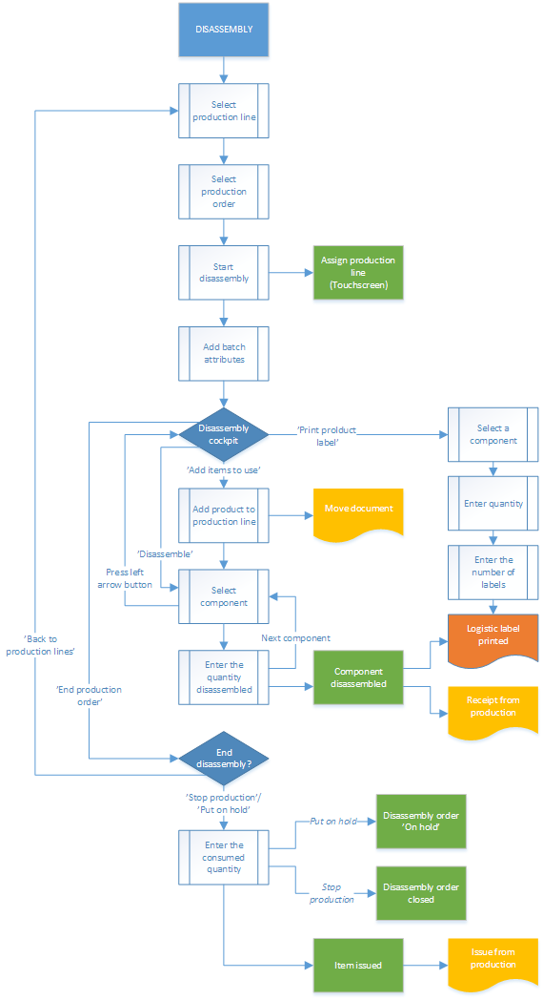 DISASSEMBLY
Select
production line
Select
production
order
Start
disassembly
Assign production
line
(Touchscreen)
Add batch
attributes
Disassembly
cockpit
'Print prolduct
label'
Select a
component
'Add items to use'
Enter quantity
Add product to
production line
Move document
'Disassemble'
Press left
arrow button
Enter the
number of
labels
Select
component
Next component
Logistic label
printed
'Back to
production lines'
Enter the
quantity
disassembled
Component
disassembled
'End production
order'
Receipt from
production
End
disassembly?
'Stop production'/
'Put on hold'
Enter the
consumed
quantity
Put on hold
Disassembly order
'On hold'
Stop
production
Disassembly order
closed
Item issued
Issue from
production